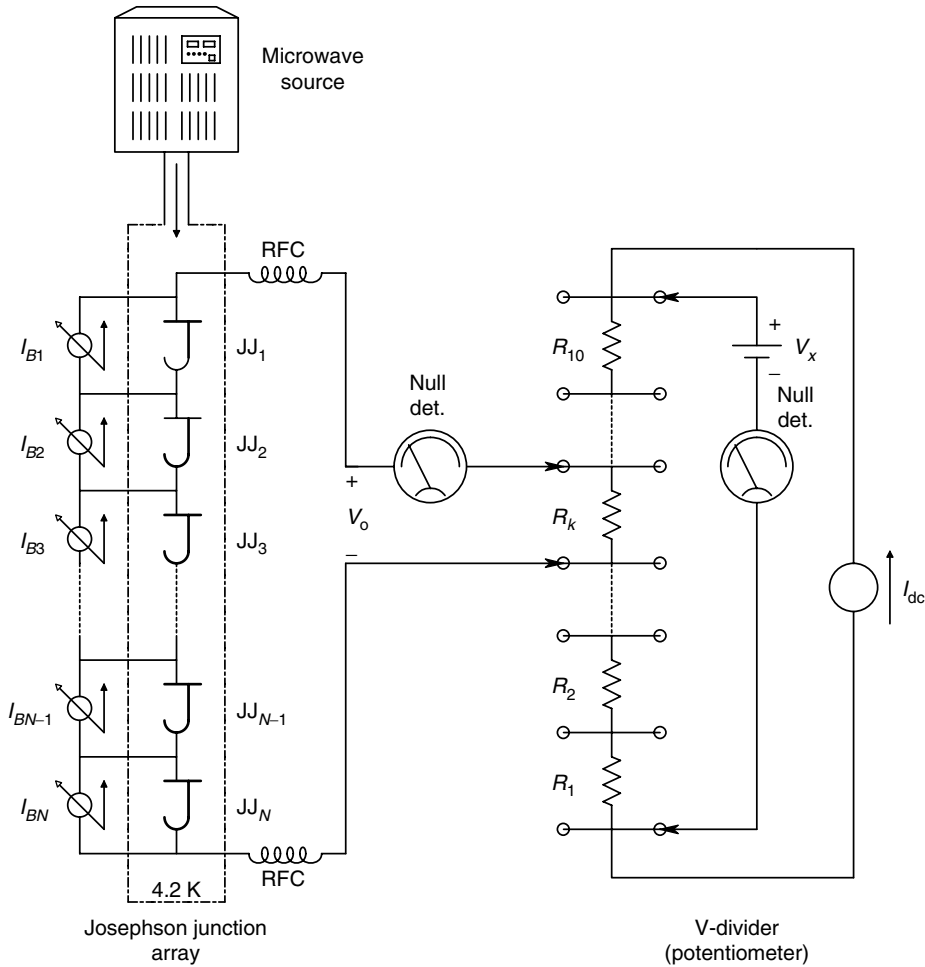 Microwave
source
RFC
I_B1
JJ_1
I_B2
JJ_2
I_B3
JJ_3
I_BN–1
JJ_N–1
I_BN
JJ_N
RFC
4.2 K
Josephson junction
array
Null
det.
+
V_o
–
R_10
R_k
R_2
R_1
+
V_x
–
Null
det.
I_dc
V-divider
(potentiometer)